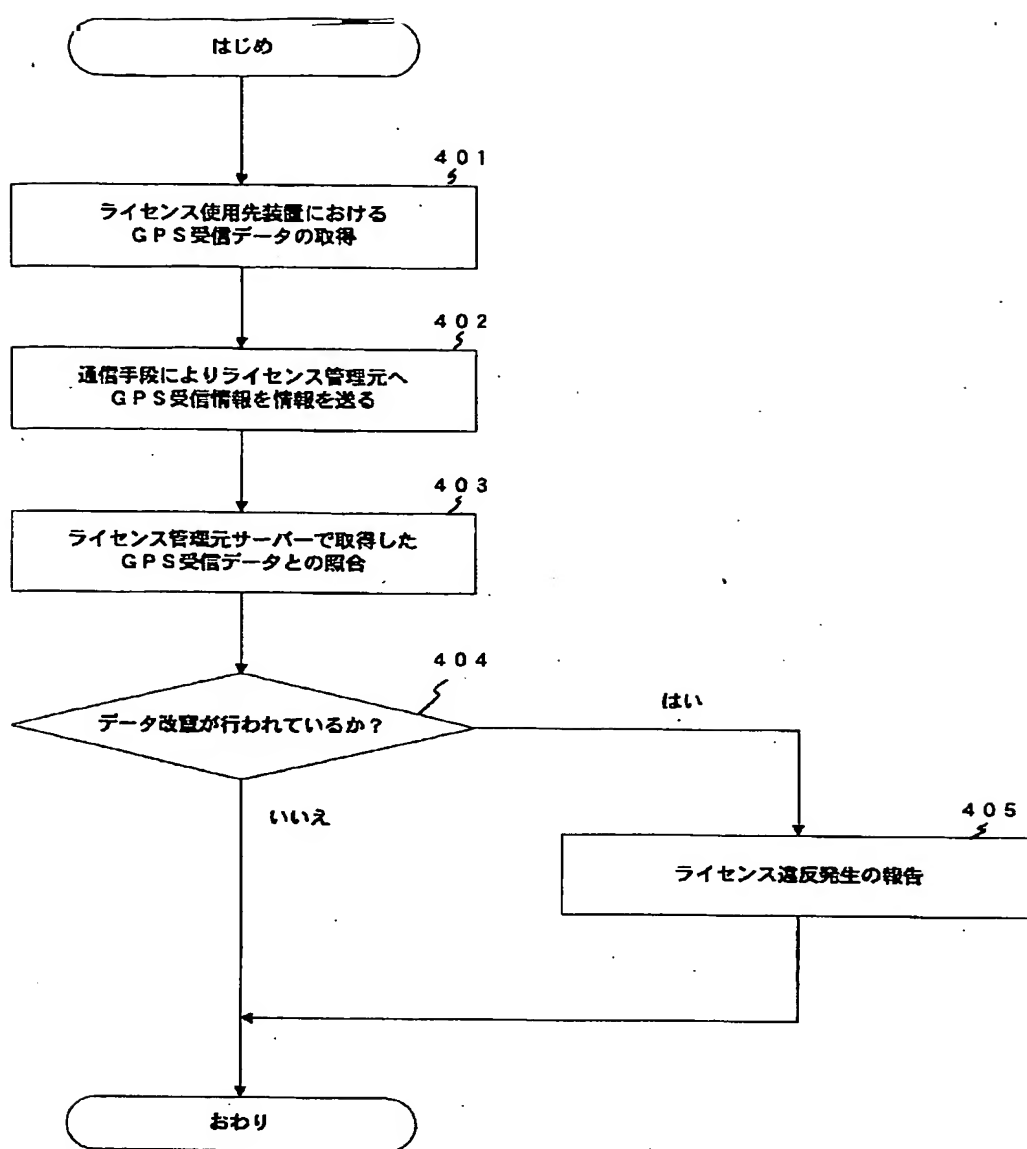 はじめ
401
ライセンス使用先装置における
GPS受信データの取得
402
通信手段によりライセンス管理元へ
GPS受信情報を情報を送る
403
ライセンス管理元サーバーで取得した
GPS受信データとの照合
404
データ改竄が行われているか?
はい
いいえ
405
ライセンス違反発生の報告
おわり